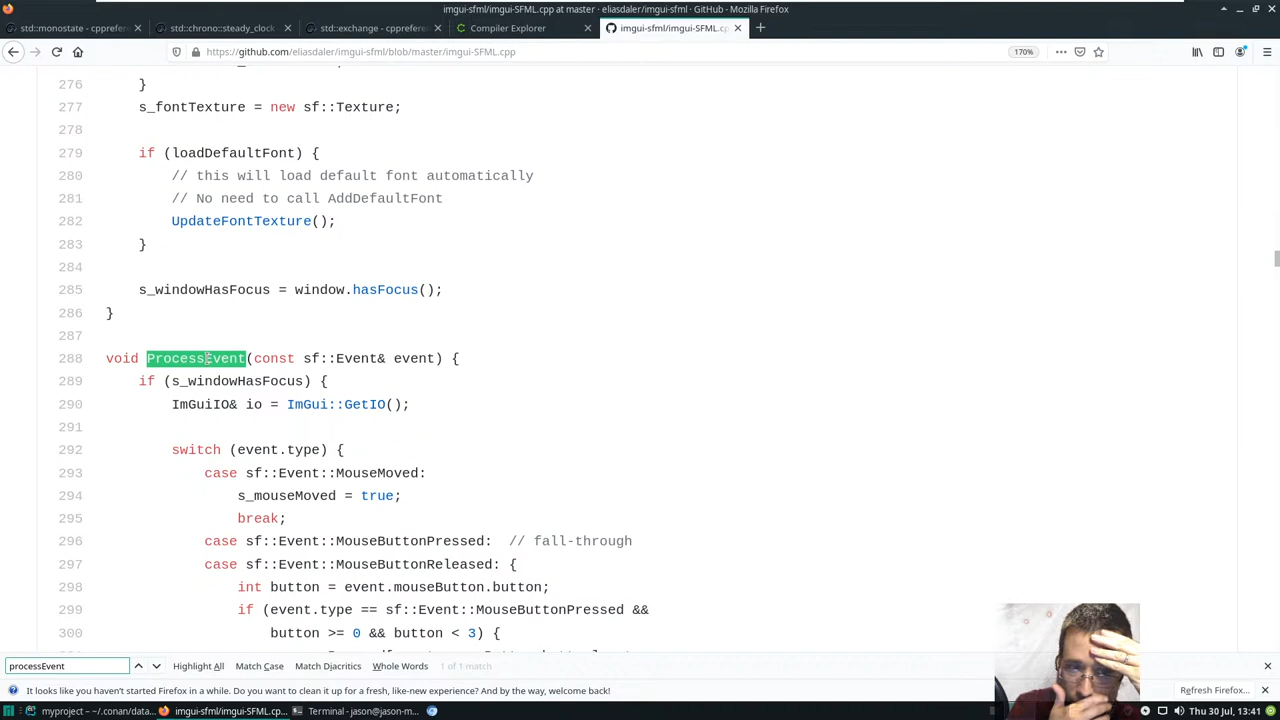 imgui-sfml/imgui-SFML.cpp at master · eliasdaler/imgui-sfml · GitHub - Mozilla Firefox
std::monostate - cpprefere
std::chrono::steady_clock
std::exchange - cppreferen
Compiler Explorer
imgui-sfml/imgui-SFML.cp
https://github.com/eliasdaler/imgui-sfml/blob/master/imgui-SFML.cpp
170%
276 }
277 s_fontTexture = new sf::Texture;
278
279 if (loadDefaultFont) {
280 // this will load default font automatically
281 // No need to call AddDefaultFont
282 UpdateFontTexture();
283 }
284
285 s_windowHasFocus = window.hasFocus();
286 }
287
288 void ProcessEvent(const sf::Event& event) {
289 if (s_windowHasFocus) {
290 ImGuiIO& io = ImGui::GetIO();
291
292 switch (event.type) {
293 case sf::Event::MouseMoved:
294 s_mouseMoved = true;
295 break;
296 case sf::Event::MouseButtonPressed: // fall-through
297 case sf::Event::MouseButtonReleased: {
298 int button = event.mouseButton.button;
299 if (event.type == sf::Event::MouseButtonPressed &&
300 button >= 0 && button < 3) {
processEvent
Highlight All
Match Case
Match Diacritics
Whole Words
1 of 1 match
It looks like you haven't started Firefox in a while. Do you want to clean it up for a fresh, like-new experience? And by the way, welcome back!
Refresh Firefox...
myproject – ~/.conan/data...
imgui-sfml/imgui-SFML.cp...
Terminal - jason@jason-m...
Thu 30 Jul, 13:41